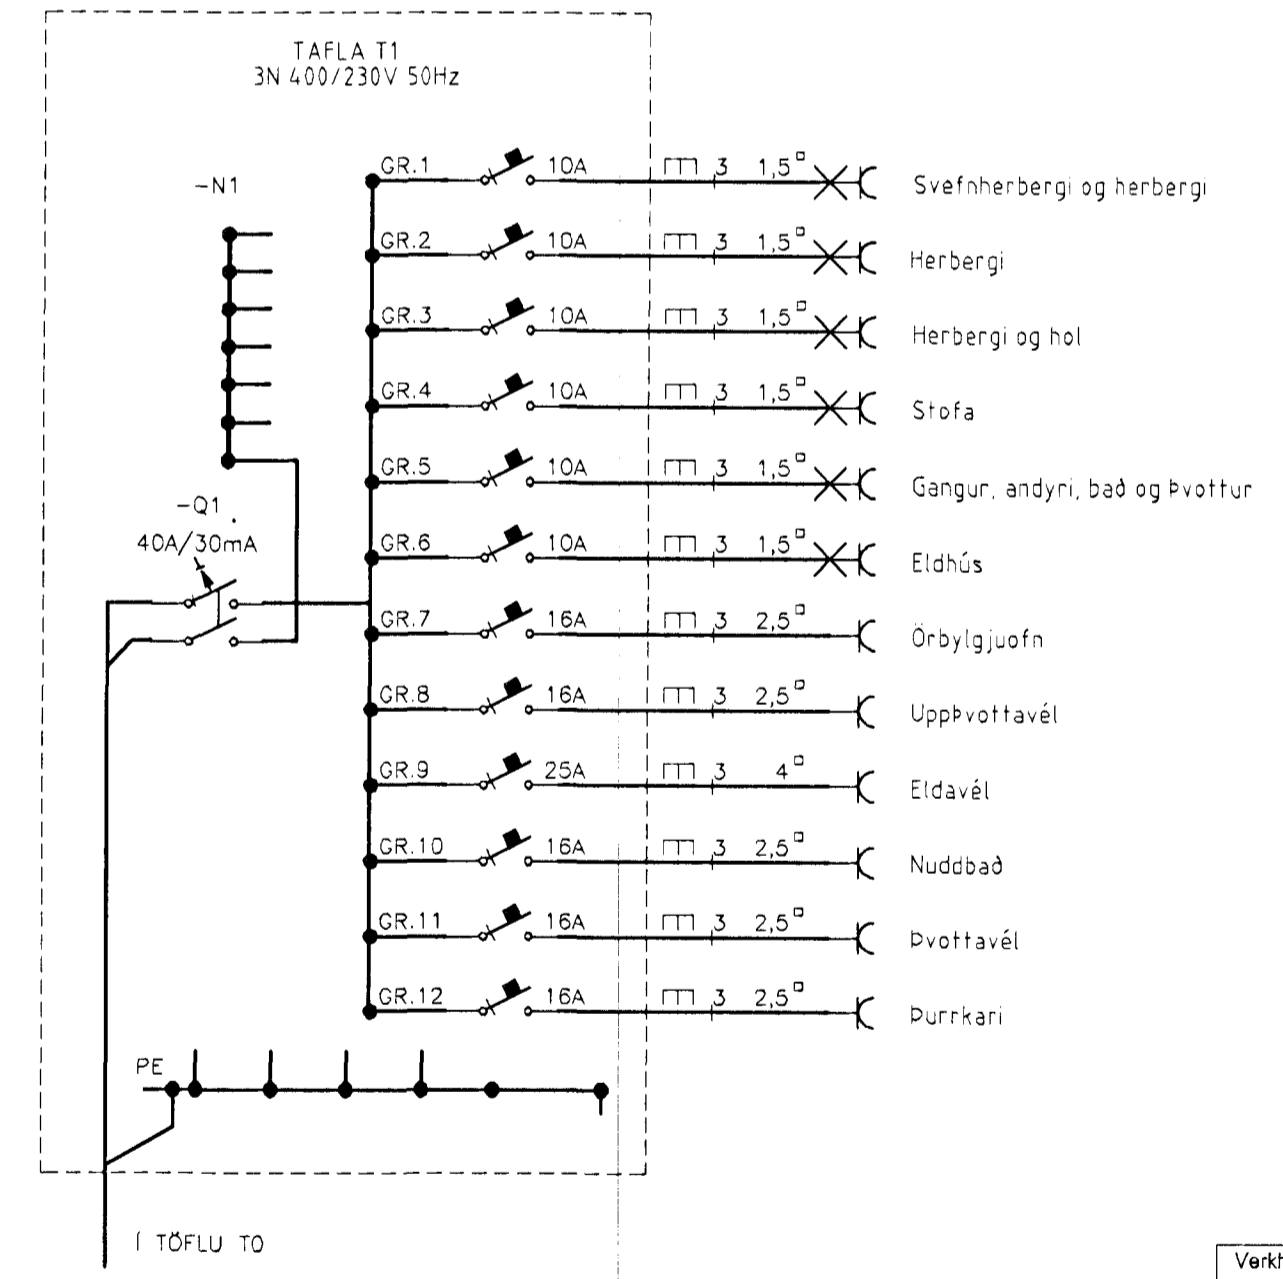 TAFLA T1
3N 400/230V 50Hz
-N1
-Q1
40A/30mA
GR.1 10A 3 1,5▫ Svefnherbergi og herbergi
GR.2 10A 3 1,5▫ Herbergi
GR.3 10A 3 1,5▫ Herbergi og hol
GR.4 10A 3 1,5▫ Stofa
GR.5 10A 3 1,5▫ Gangur, andyri, bað og Þvottur
GR.6 10A 3 1,5▫ Eldhús
GR.7 16A 3 2,5▫ Örbylgjuofn
GR.8 16A 3 2,5▫ UppÞvottavél
GR.9 25A 3 4▫ Eldavél
GR.10 16A 3 2,5▫ Nuddbað
GR.11 16A 3 2,5▫ Þvottavél
GR.12 16A 3 2,5▫ Þurrkari
PE
Í TÖFLU T0
Verkh